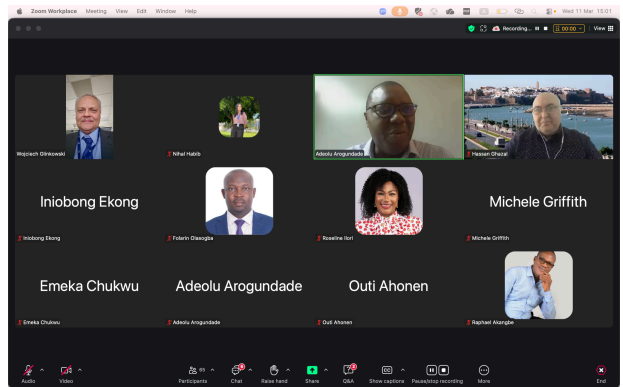 Zoom Workplace Meeting View Edit Window Help Wed 11 Mar 15:01
Recording... 00:00 View
Wojciech Glinkowski
Nihul Habib
Adeolu Arogundade
Hassan Ghazal
Iniobong Ekong
Michele Griffith
Iniobong Ekong
Folarin Olasogba
Roseline Ilori
Michele Griffith
Emeka Chukwu
Adeolu Arogundade
Outi Ahonen
Emeka Chukwu
Adeolu Arogundade
Outi Ahonen
Raphael Akangbe
Audio Video Participants Chat Raise hand Share Q&A Show captions Pause/stop recording More End